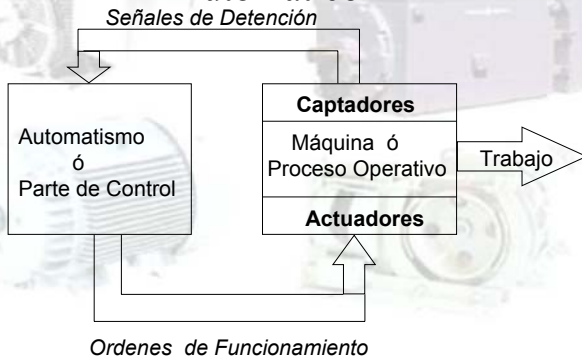 Señales de Detención
Captadores
Automatismo
ó
Parte de Control
Máquina ó
Proceso Operativo
Trabajo
Actuadores
Ordenes de Funcionamiento